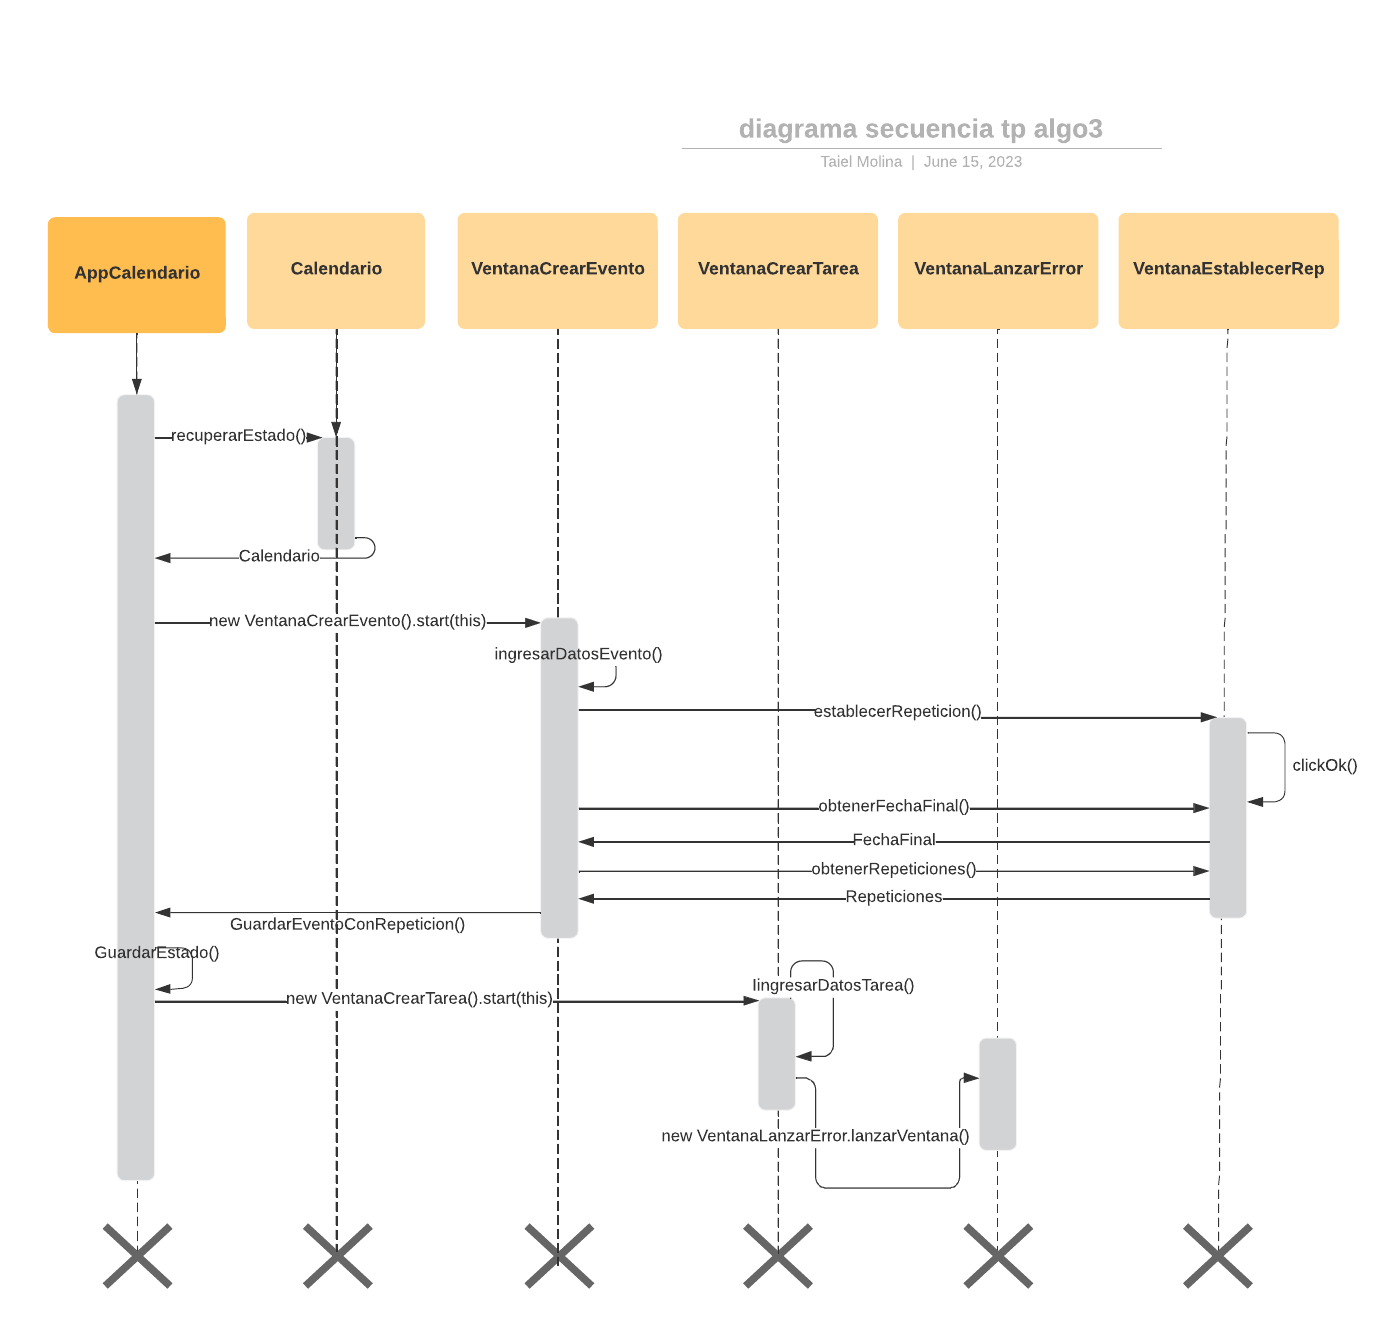 diagrama secuencia tp algo3
Taiel Molina | June 15, 2023
AppCalendario
Calendario
VentanaCrearEvento
VentanaCrearTarea
VentanaLanzarError
VentanaEstablecerRep
recuperarEstado()
Calendario
new VentanaCrearEvento().start(this)
ingresarDatosEvento()
establecerRepeticion()
clickOk()
obtenerFechaFinal()
FechaFinal
obtenerRepeticiones()
Repeticiones
GuardarEventoConRepeticion()
GuardarEstado()
new VentanaCrearTarea().start(this)
IingresarDatosTarea()
new VentanaLanzarError.lanzarVentana()